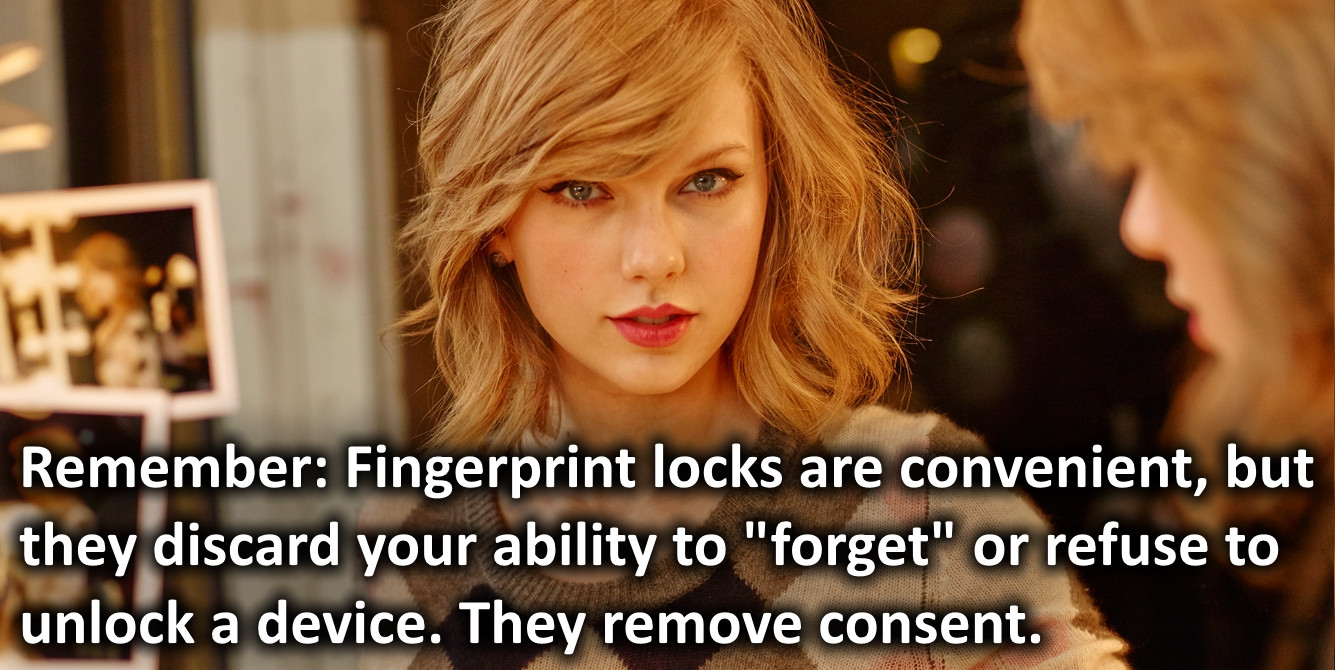 Remember: Fingerprint locks are convenient, but
they discard your ability to "forget" or refuse to
unlock a device. They remove consent.